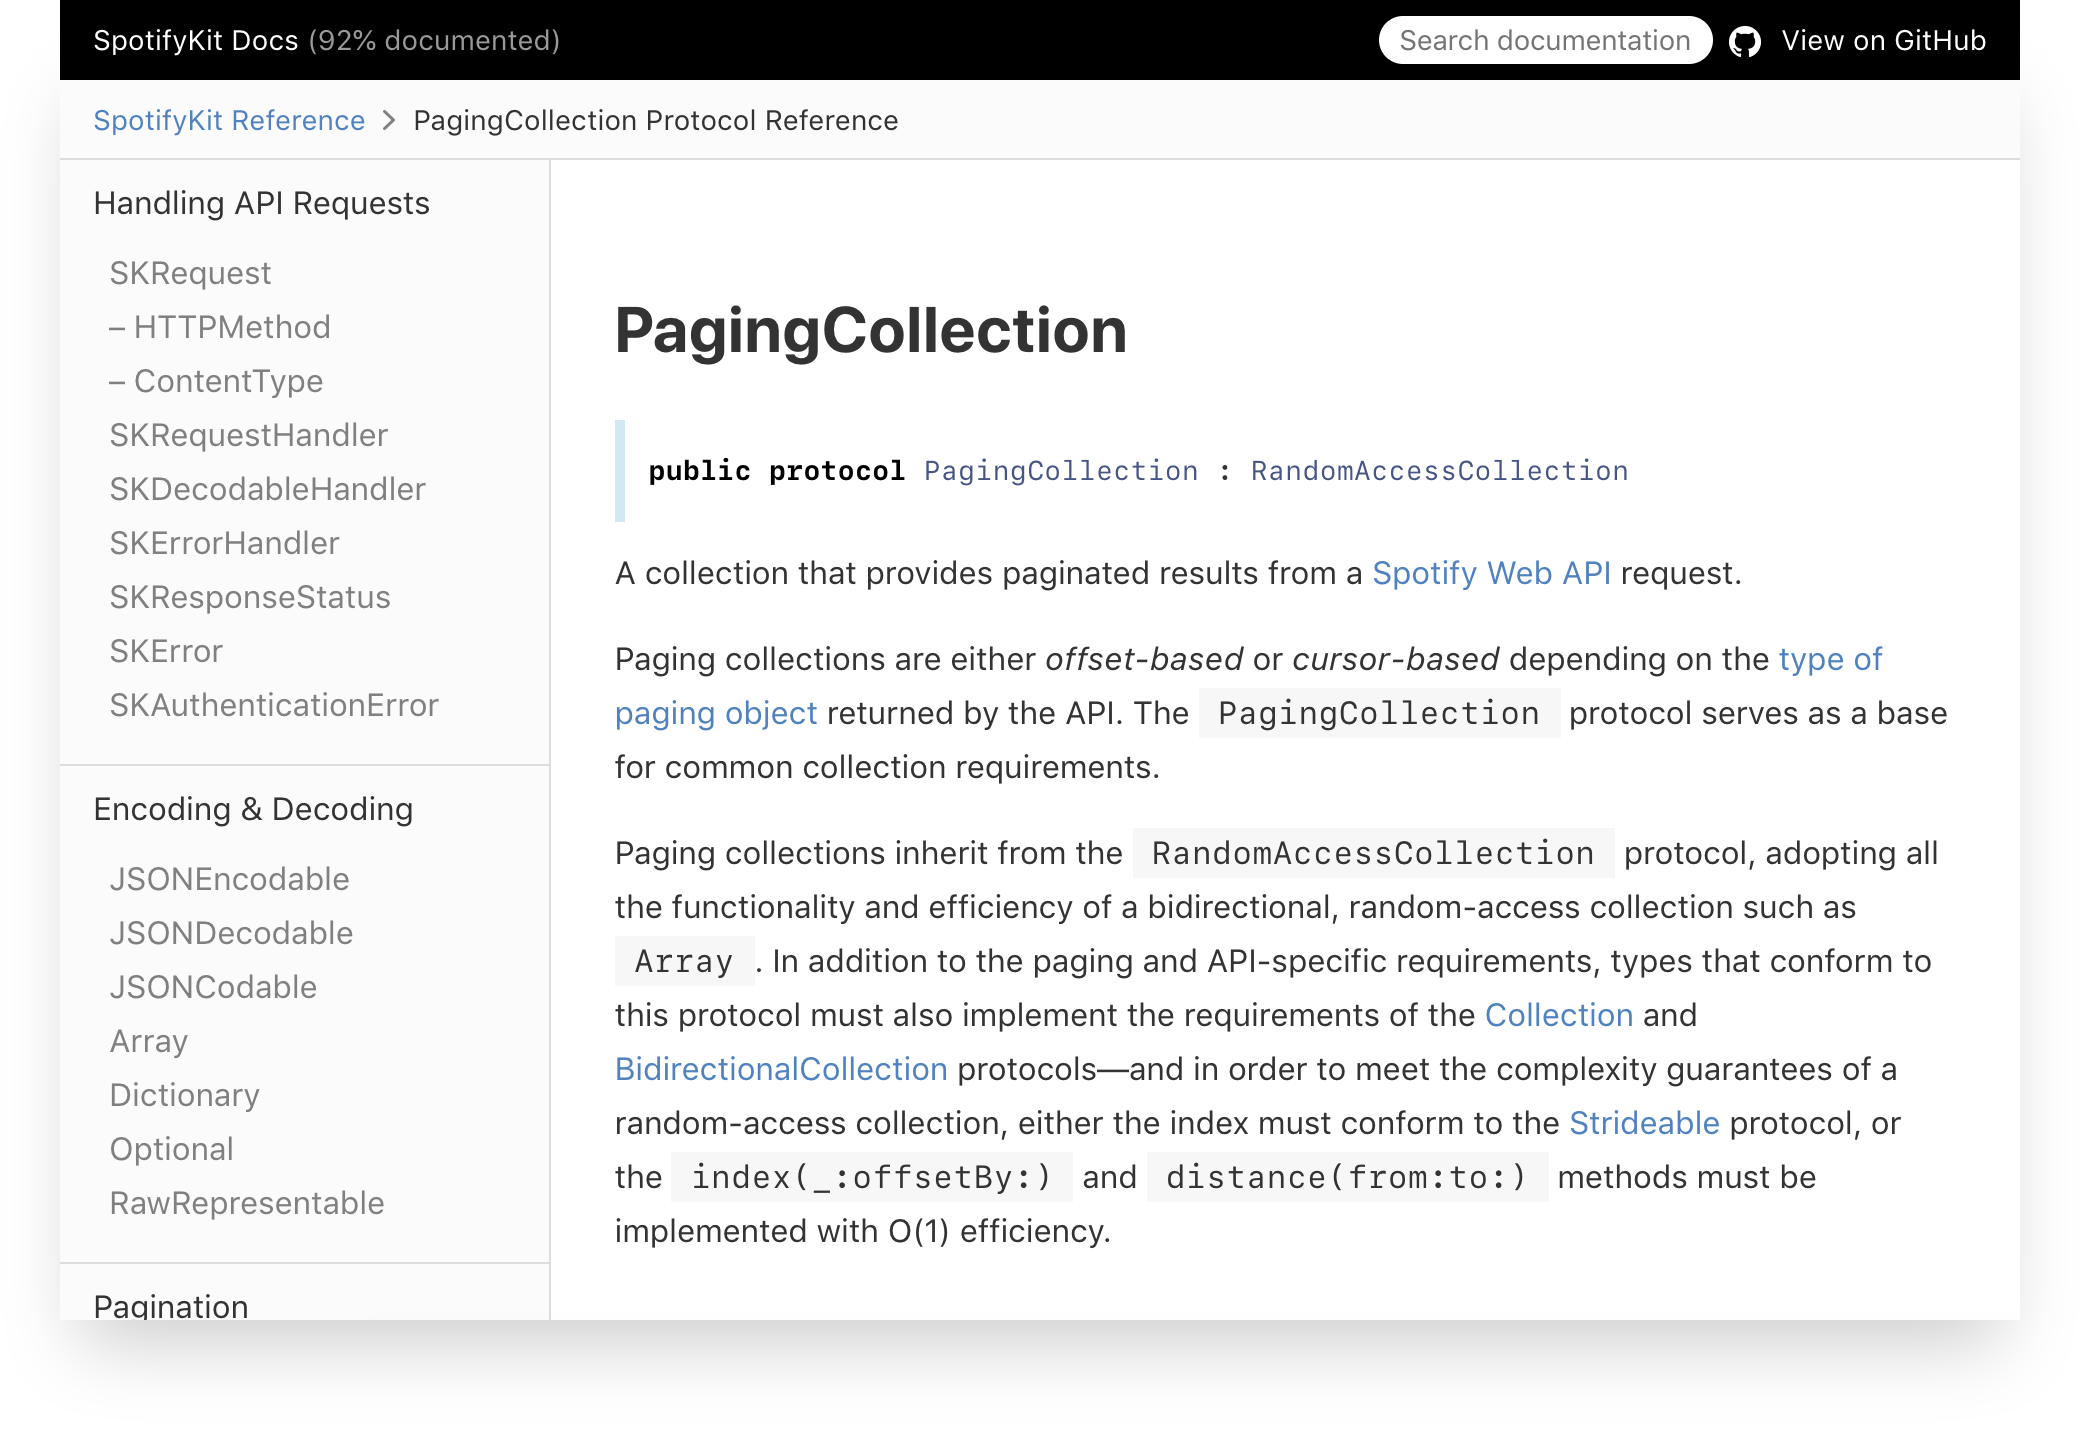 SpotifyKit Docs (92% documented)
Search documentation
View on GitHub
SpotifyKit Reference > PagingCollection Protocol Reference
Handling API Requests
SKRequest
– HTTPMethod
– ContentType
SKRequestHandler
SKDecodableHandler
SKErrorHandler
SKResponseStatus
SKError
SKAuthenticationError
Encoding & Decoding
JSONEncodable
JSONDecodable
JSONCodable
Array
Dictionary
Optional
RawRepresentable
Pagination
PagingCollection
public protocol PagingCollection : RandomAccessCollection
A collection that provides paginated results from a Spotify Web API request.
Paging collections are either offset-based or cursor-based depending on the type of
paging object returned by the API. The PagingCollection protocol serves as a base
for common collection requirements.
Paging collections inherit from the RandomAccessCollection protocol, adopting all
the functionality and efficiency of a bidirectional, random-access collection such as
Array . In addition to the paging and API-specific requirements, types that conform to
this protocol must also implement the requirements of the Collection and
BidirectionalCollection protocols—and in order to meet the complexity guarantees of a
random-access collection, either the index must conform to the Strideable protocol, or
the index(_:offsetBy:) and distance(from:to:) methods must be
implemented with O(1) efficiency.